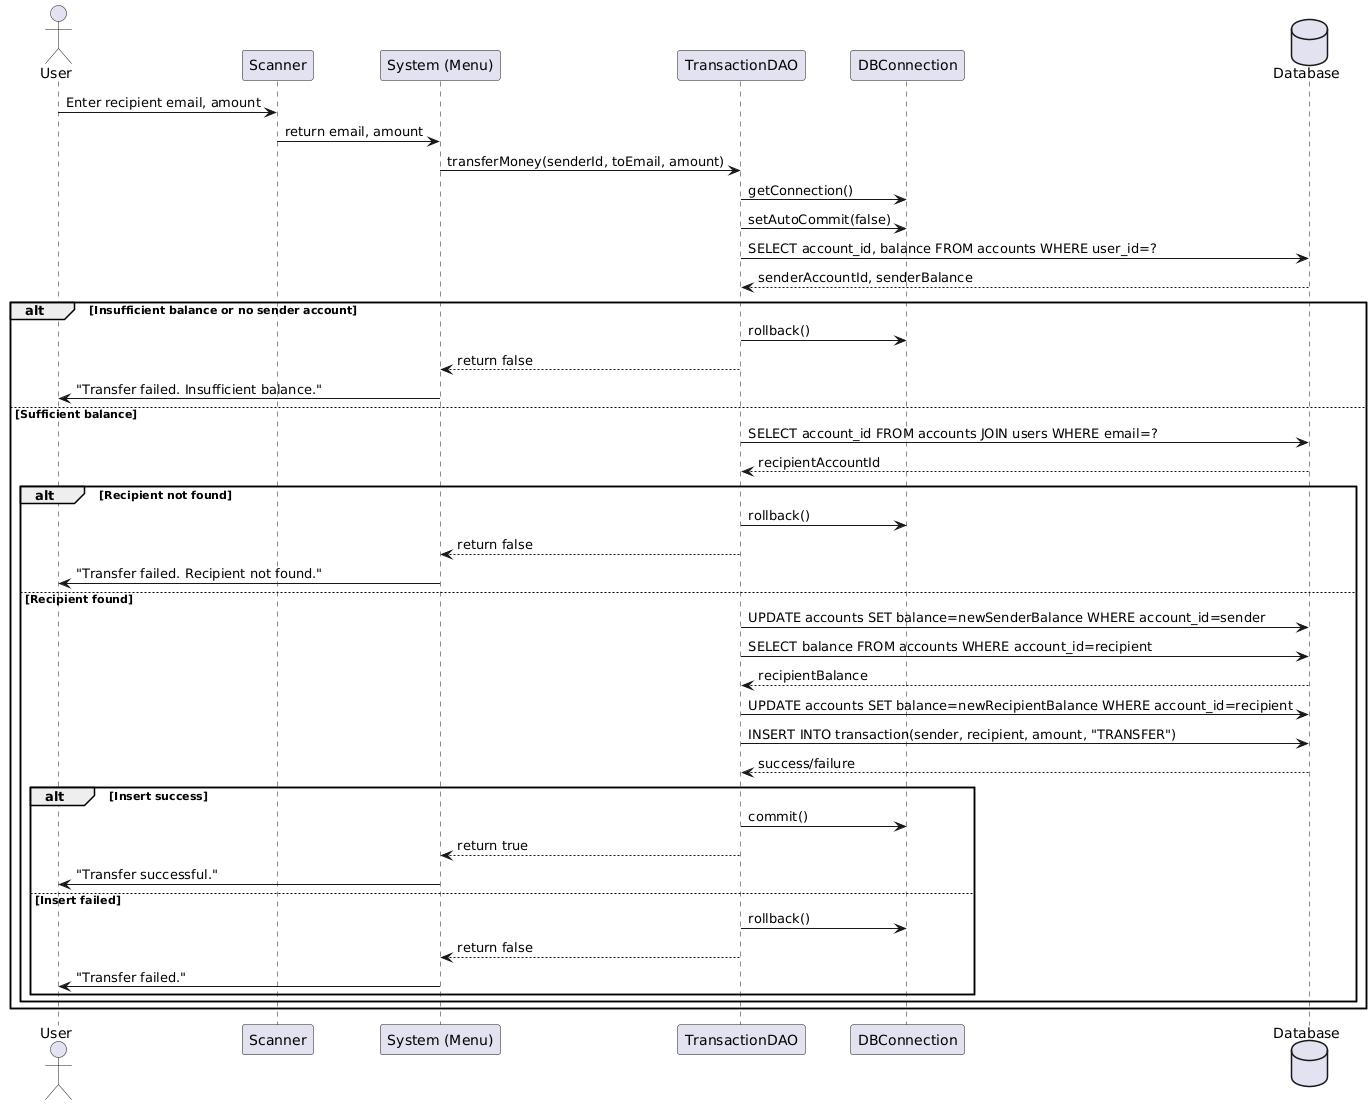 User
Scanner
System (Menu)
TransactionDAO
DBConnection
Database
Enter recipient email, amount
return email, amount
transferMoney(senderId, toEmail, amount)
getConnection()
setAutoCommit(false)
SELECT account_id, balance FROM accounts WHERE user_id=?
senderAccountId, senderBalance
alt [Insufficient balance or no sender account]
rollback()
return false
"Transfer failed. Insufficient balance."
[Sufficient balance]
SELECT account_id FROM accounts JOIN users WHERE email=?
recipientAccountId
alt [Recipient not found]
rollback()
return false
"Transfer failed. Recipient not found."
[Recipient found]
UPDATE accounts SET balance=newSenderBalance WHERE account_id=sender
SELECT balance FROM accounts WHERE account_id=recipient
recipientBalance
UPDATE accounts SET balance=newRecipientBalance WHERE account_id=recipient
INSERT INTO transaction(sender, recipient, amount, "TRANSFER")
success/failure
alt [Insert success]
commit()
return true
"Transfer successful."
[Insert failed]
rollback()
return false
"Transfer failed."
User
Scanner
System (Menu)
TransactionDAO
DBConnection
Database